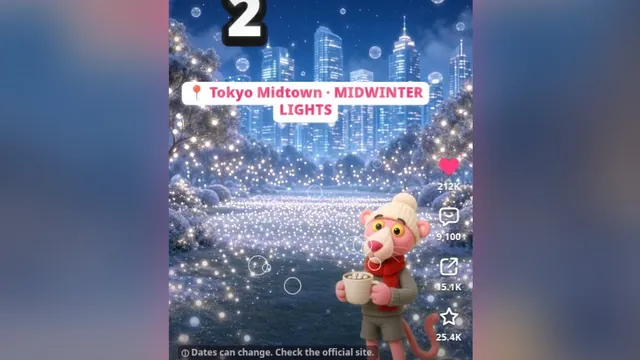 2
📍 Tokyo Midtown · MIDWINTER
LIGHTS
212K
9,100
15.1K
25.4K
ⓘ Dates can change. Check the official site.